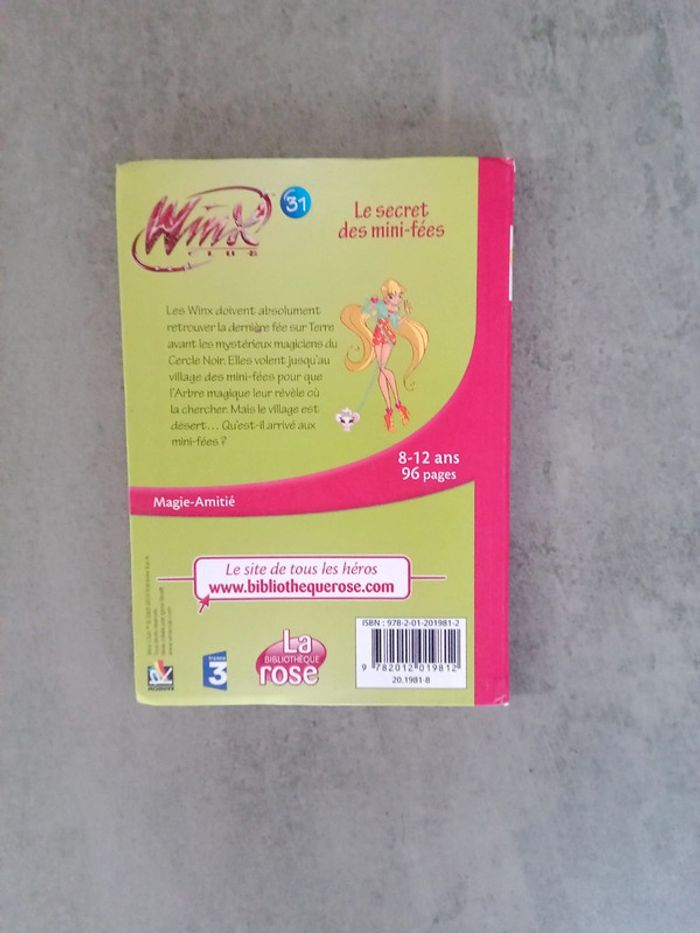 Winx
CLUB
31
Le secret
des mini-fées
Les Winx doivent absolument
retrouver la dernière fée sur Terre
avant les mystérieux magiciens du
Cercle Noir. Elles volent jusqu'au
village des mini-fées pour que
l'Arbre magique leur révèle où
la chercher. Mais le village est
désert... Qu'est-il arrivé aux
mini-fées ?
8-12 ans
96 pages
Magie-Amitié
Le site de tous les héros
www.bibliothequerose.com
france
3
La
BIBLIOTHÈQUE
rose
ISBN : 978-2-01-201981-2
9 782012 019812
20.1981-8